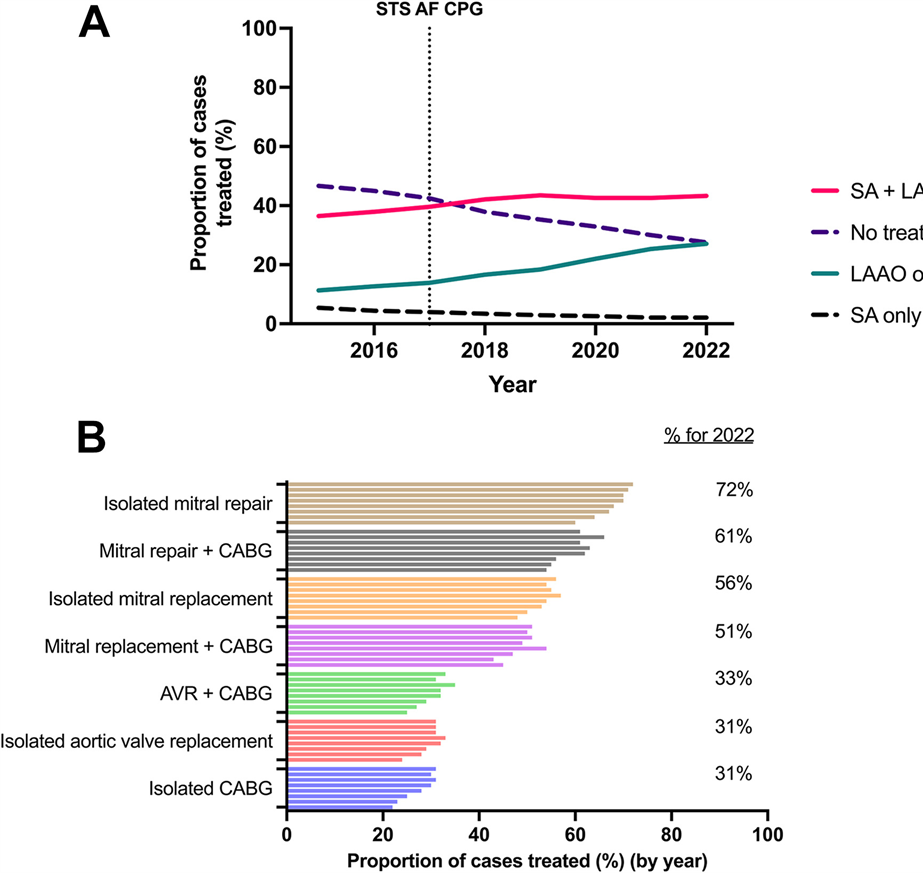 A
STS AF CPG
100
80
60
40
20
0
Proportion of cases
treated (%)
2016 2018 2020 2022
Year
SA + LA
No treat
LAAO o
SA only
B
% for 2022
Isolated mitral repair 72%
Mitral repair + CABG 61%
Isolated mitral replacement 56%
Mitral replacement + CABG 51%
AVR + CABG 33%
Isolated aortic valve replacement 31%
Isolated CABG 31%
0 20 40 60 80 100
Proportion of cases treated (%) (by year)